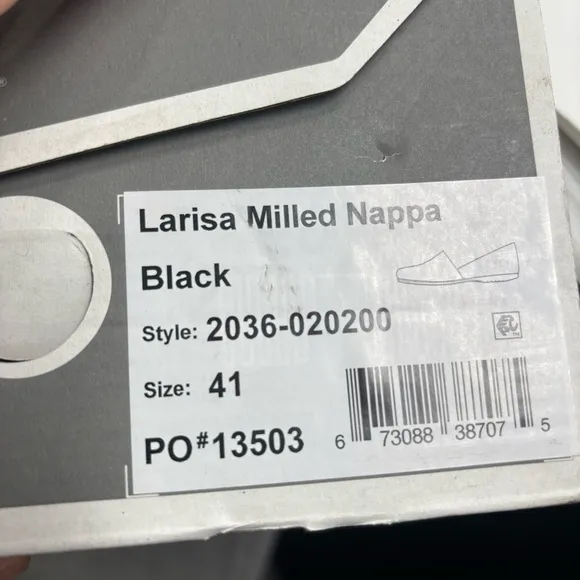 Larisa Milled Nappa
Black
Style: 2036-020200
Size: 41
PO#13503
6 73088 38707 5